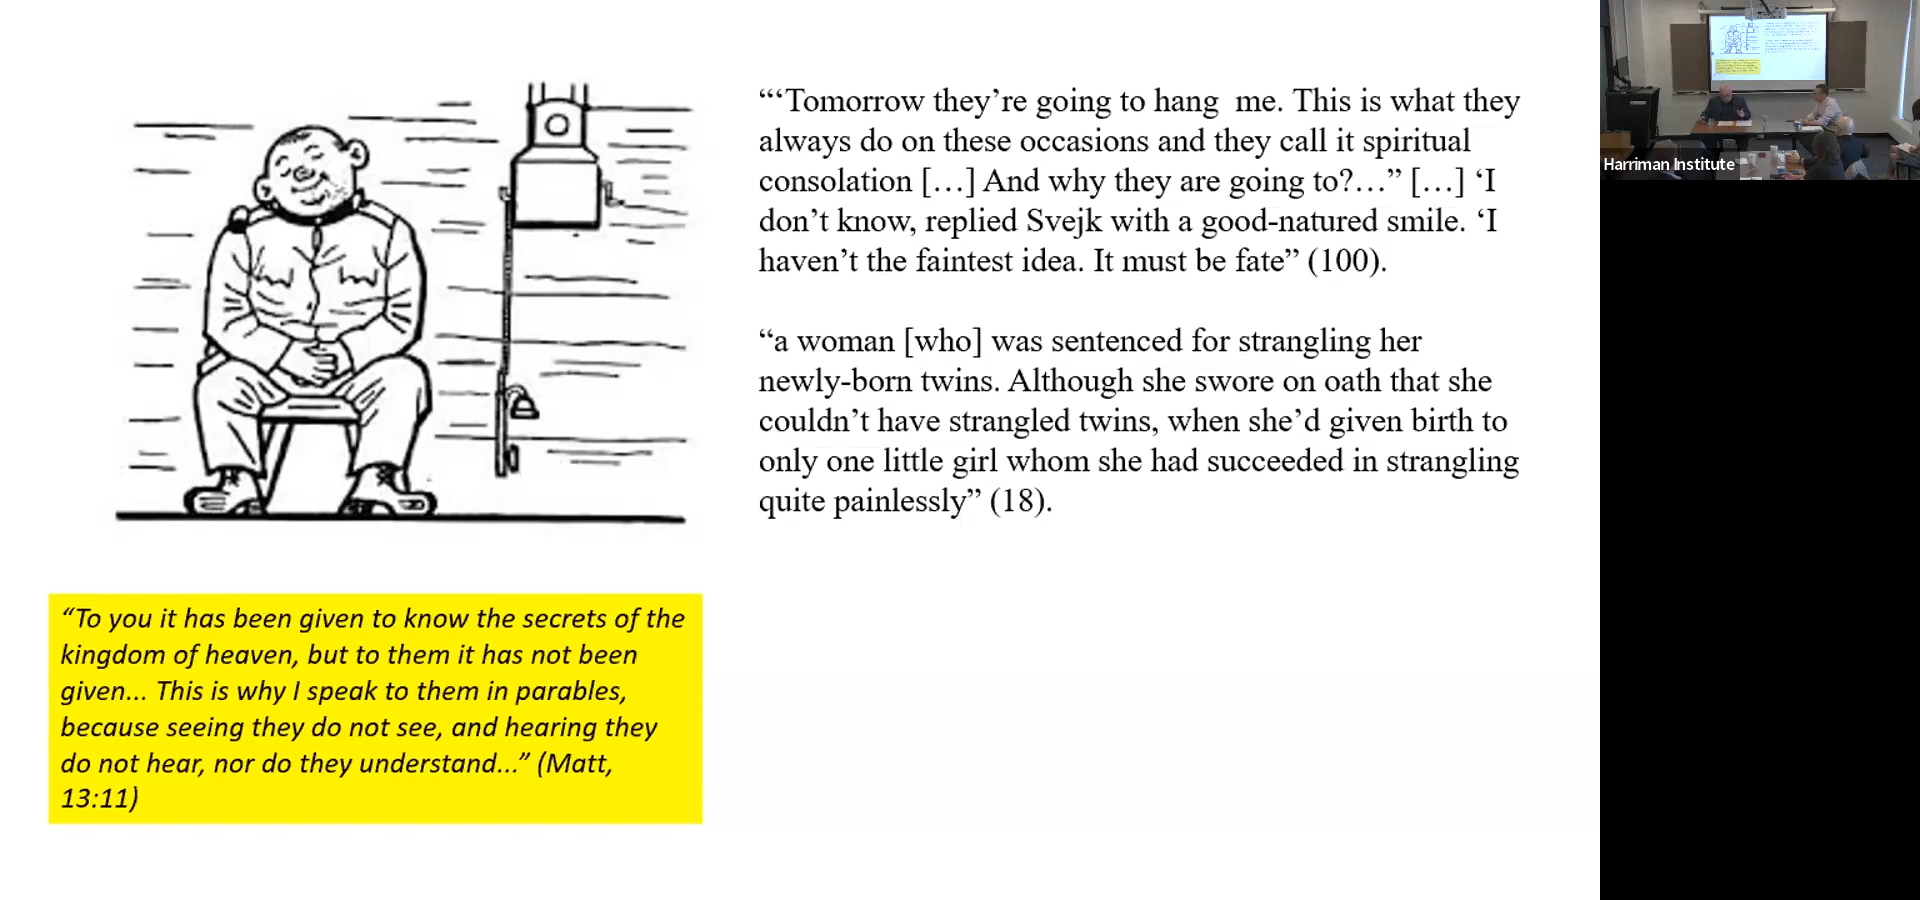 “‘Tomorrow they’re going to hang  me. This is what they
always do on these occasions and they call it spiritual
consolation […] And why they are going to?…” […] ‘I
don’t know, replied Svejk with a good-natured smile. ‘I
haven’t the faintest idea. It must be fate” (100).
“a woman [who] was sentenced for strangling her
newly-born twins. Although she swore on oath that she
couldn’t have strangled twins, when she’d given birth to
only one little girl whom she had succeeded in strangling
quite painlessly” (18).
“To you it has been given to know the secrets of the
kingdom of heaven, but to them it has not been
given... This is why I speak to them in parables,
because seeing they do not see, and hearing they
do not hear, nor do they understand...” (Matt,
13:11)
Harriman Institute